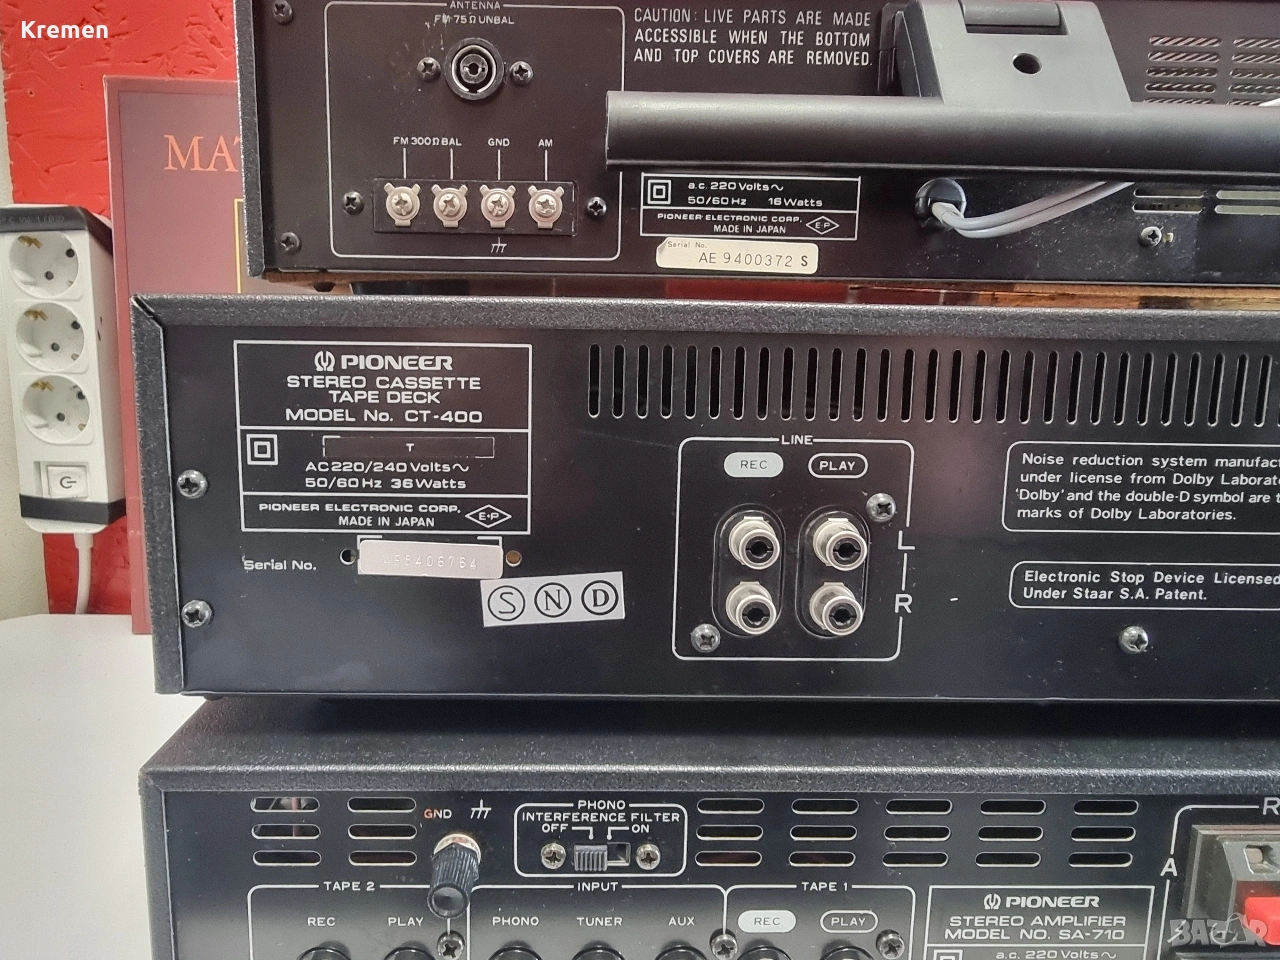 Kremen
ANTENNA
FM 75Ω UNBAL
CAUTION: LIVE PARTS ARE MADE
ACCESSIBLE WHEN THE BOTTOM
AND TOP COVERS ARE REMOVED.
FM 300Ω BAL GND AM
a.c. 220 Volts~
50/60 Hz 16 Watts
PIONEER ELECTRONIC CORP.
MADE IN JAPAN
E·P
Serial No.
AE 9400372 S
MA
PIONEER
STEREO CASSETTE
TAPE DECK
MODEL No. CT-400
T
AC 220/240 Volts~
50/60 Hz 36 Watts
PIONEER ELECTRONIC CORP.
MADE IN JAPAN
E·P
Serial No.
S N D
LINE
REC PLAY
L
R
Noise reduction system manufac
under license from Dolby Laborat
'Dolby' and the double-D symbol are t
marks of Dolby Laboratories.
Electronic Stop Device Licensed
Under Staar S.A. Patent.
GND
PHONO
INTERFERENCE FILTER
OFF ON
TAPE 2 INPUT TAPE 1
REC PLAY PHONO TUNER AUX REC PLAY
R
A
PIONEER
STEREO AMPLIFIER
MODEL NO. SA-710
a.c. 220 Volts~
BAZAR